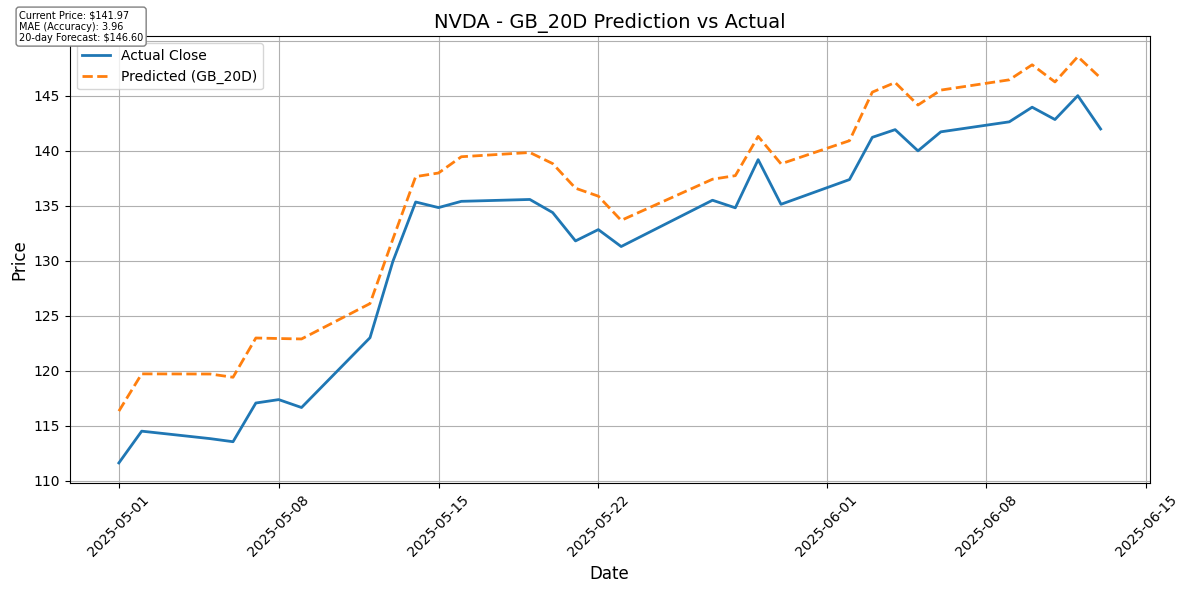 NVDA - GB_20D Prediction vs Actual
Current Price: $141.97
MAE (Accuracy): 3.96
20-day Forecast: $146.60
Actual Close
Predicted (GB_20D)
Price
145
140
135
130
125
120
115
110
2025-05-01
2025-05-08
2025-05-15
2025-05-22
2025-06-01
2025-06-08
2025-06-15
Date